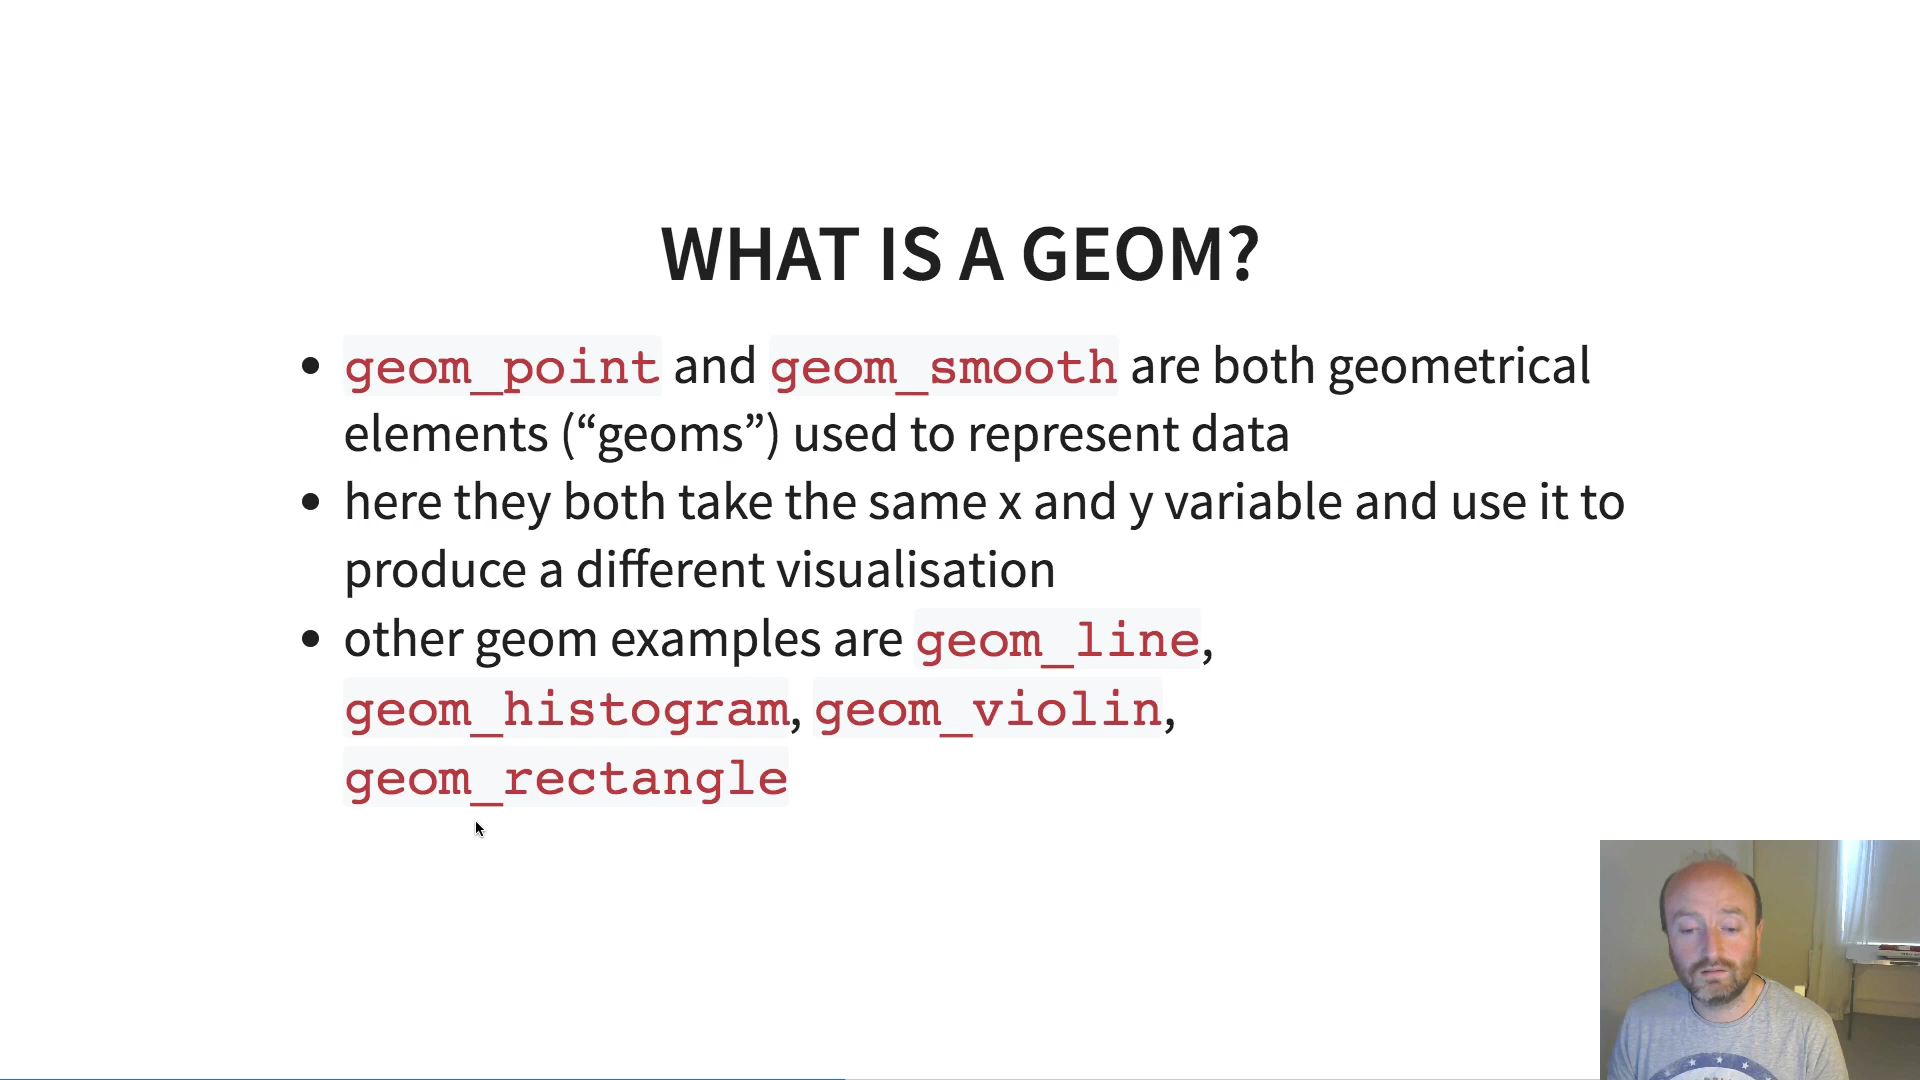 WHAT IS A GEOM?
• geom_point and geom_smooth are both geometrical
elements (“geoms”) used to represent data
• here they both take the same x and y variable and use it to
produce a different visualisation
• other geom examples are geom_line,
geom_histogram, geom_violin,
geom_rectangle